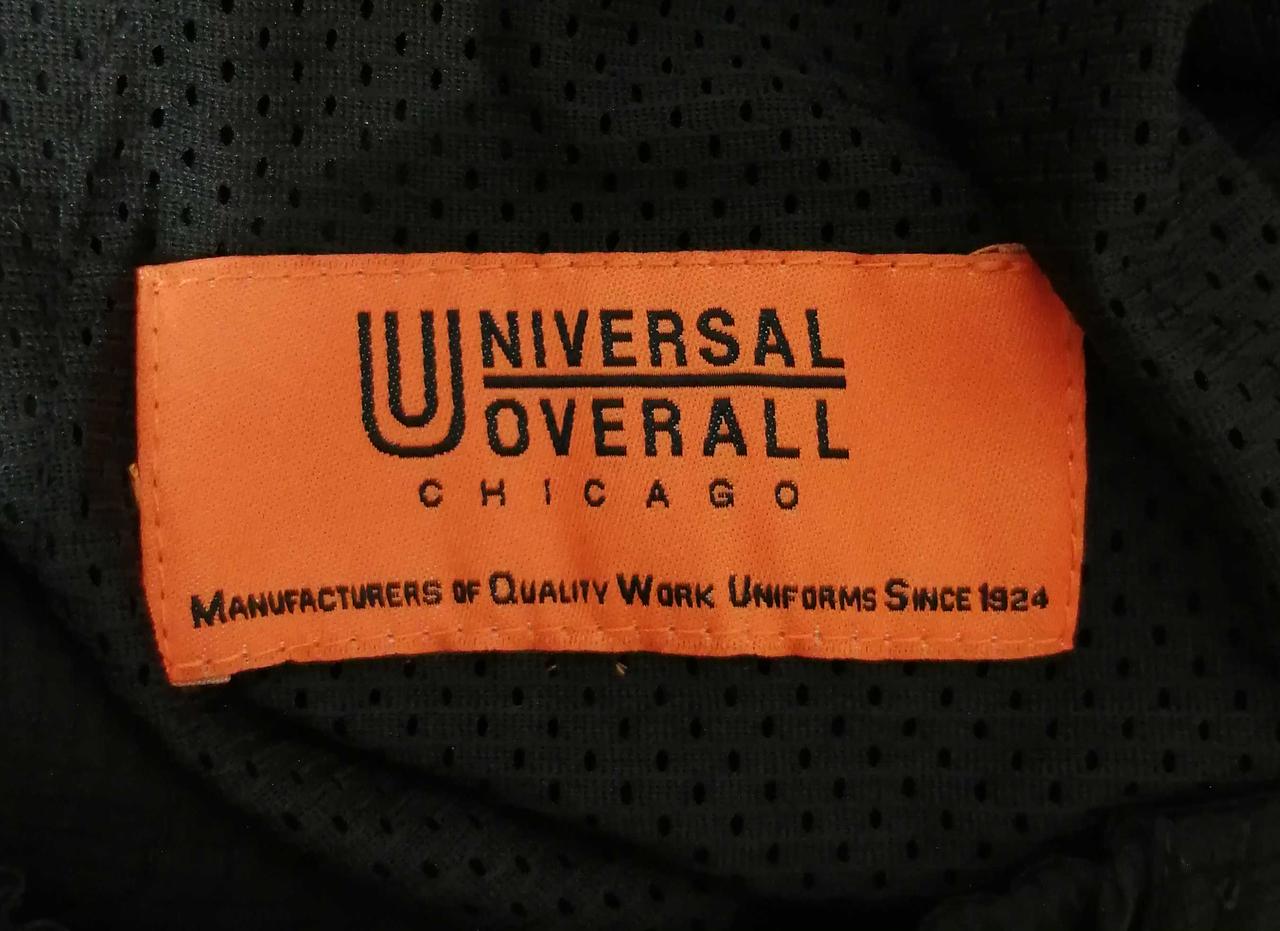 UNIVERSAL
OVERALL
CHICAGO
MANUFACTURERS OF QUALITY WORK UNIFORMS SINCE 1924